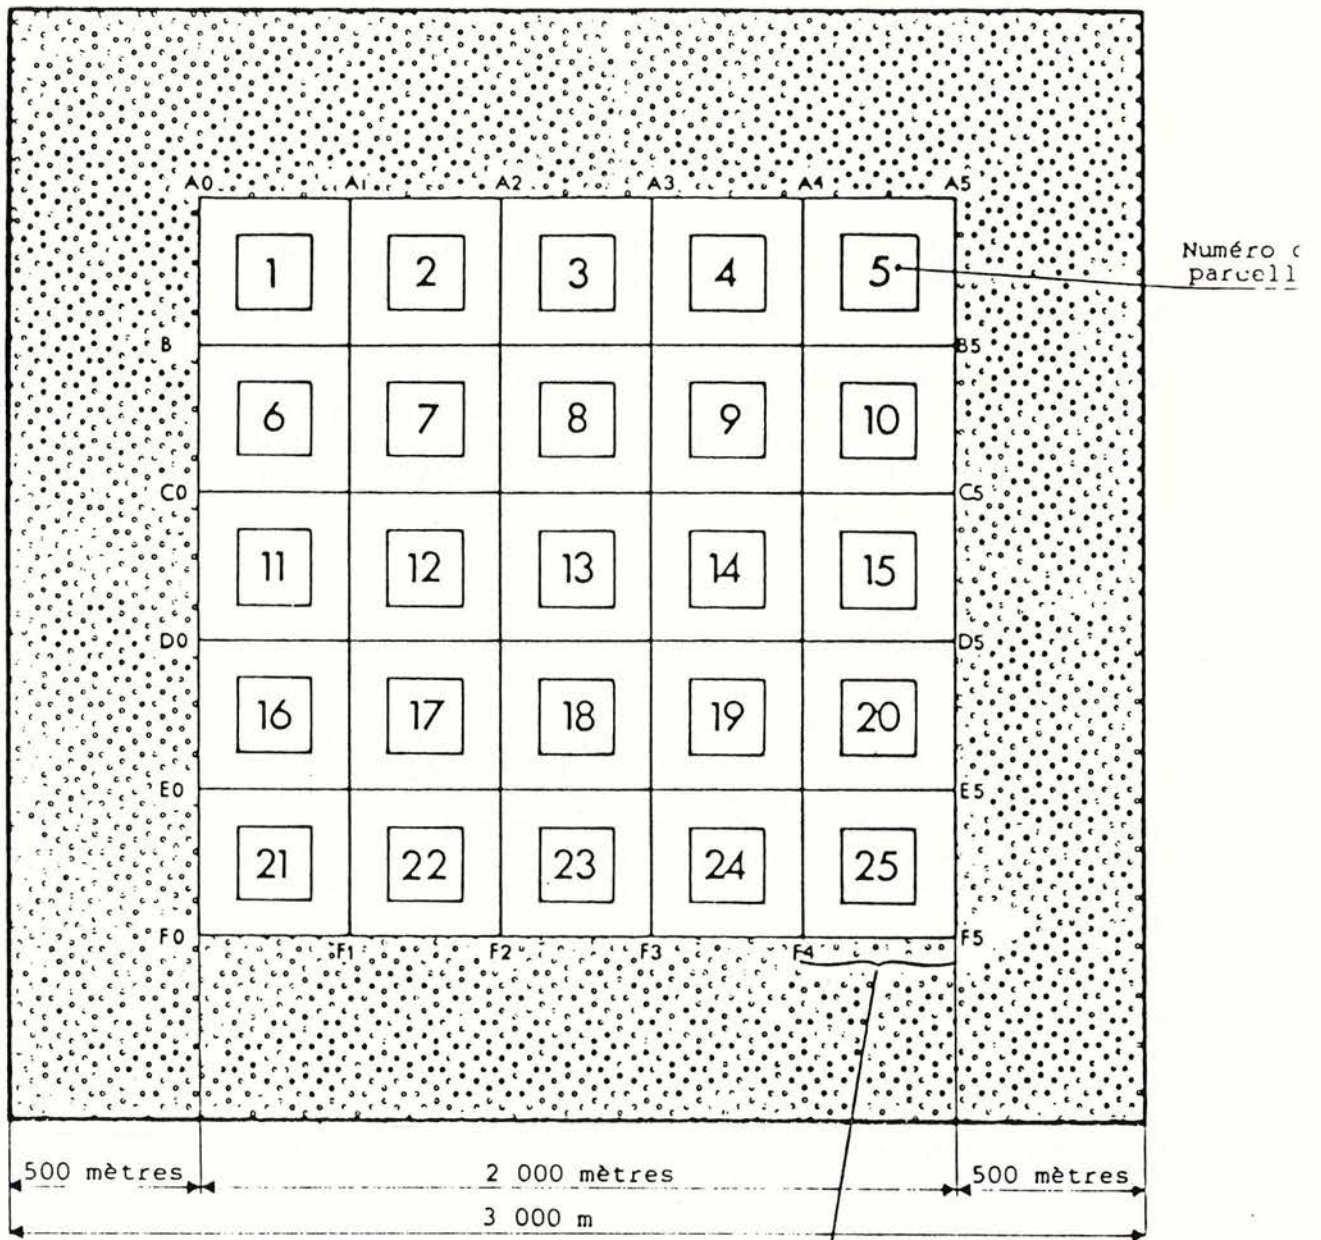 A0 A1 A2 A3 A4 A5
1 2 3 4 5
Numéro
parcell
B B5
6 7 8 9 10
C0 C5
11 12 13 14 15
D0 D5
16 17 18 19 20
E0 E5
21 22 23 24 25
F0 F1 F2 F3 F4 F5
500 mètres 2 000 mètres 500 mètres
3 000 m